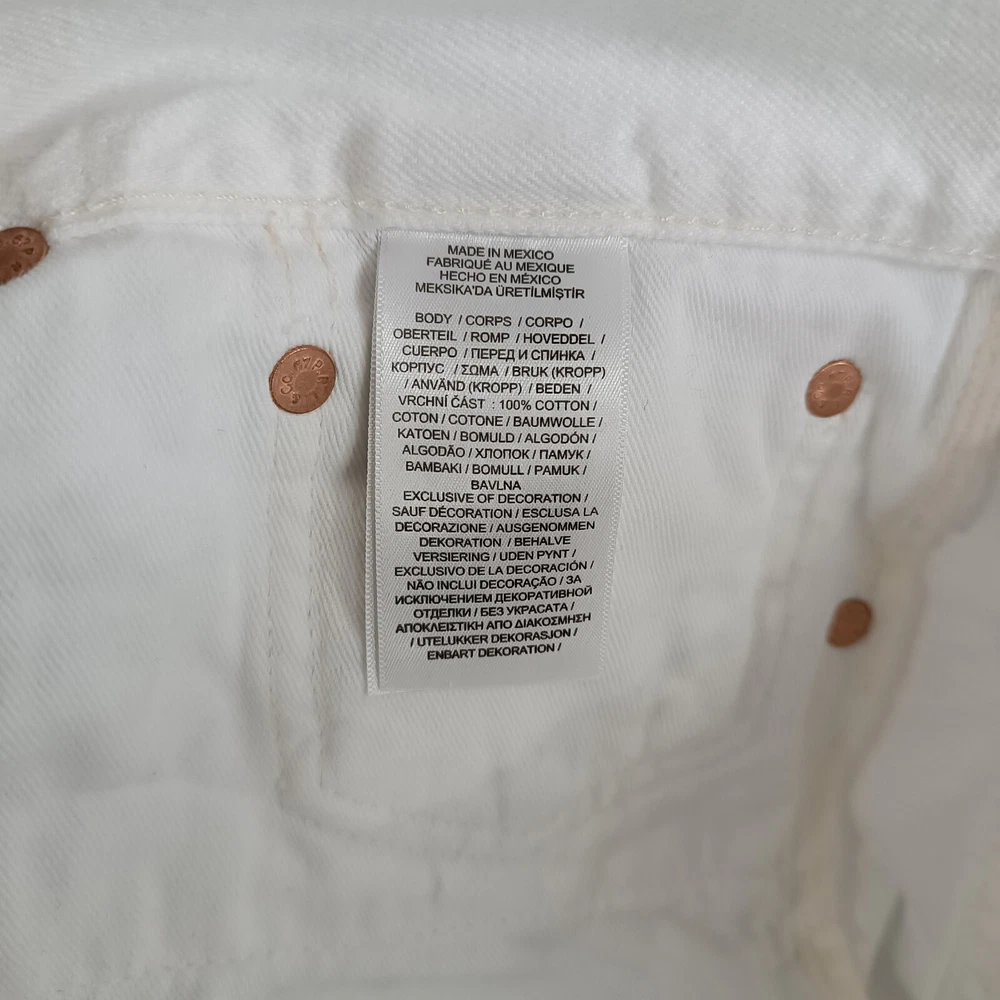 MADE IN MEXICO
FABRIQUÉ AU MEXIQUE
HECHO EN MÉXICO
MEKSIKA'DA ÜRETİLMİŞTİR
BODY / CORPS / CORPO /
OBERTEIL / ROMP / HOVEDDEL /
CUERPO / ПЕРЕД И СПИНКА /
КОРПУС / ΣΩΜΑ / BRUK (KROPP)
/ ANVÄND (KROPP) / BEDEN /
VRCHNÍ ČÁST : 100% COTTON /
COTON / COTONE / BAUMWOLLE /
KATOEN / BOMULD / ALGODÓN /
ALGODÃO / ХЛОПОК / ПАМУК /
BAMBAKI / BOMULL / PAMUK /
BAVLNA
EXCLUSIVE OF DECORATION /
SAUF DÉCORATION / ESCLUSA LA
DECORAZIONE / AUSGENOMMEN
DEKORATION / BEHALVE
VERSIERING / UDEN PYNT /
EXCLUSIVO DE LA DECORACIÓN /
NÃO INCLUI DECORAÇÃO / ЗА
ИСКЛЮЧЕНИЕМ ДЕКОРАТИВНОЙ
ОТДЕЛКИ / БЕЗ УКРАСАТА /
ΑΠΟΚΛΕΙΣΤΙΚΗ ΑΠΟ ΔΙΑΚΟΣΜΗΣΗ
/ UTELUKKER DEKORASJON /
ENBART DEKORATION /